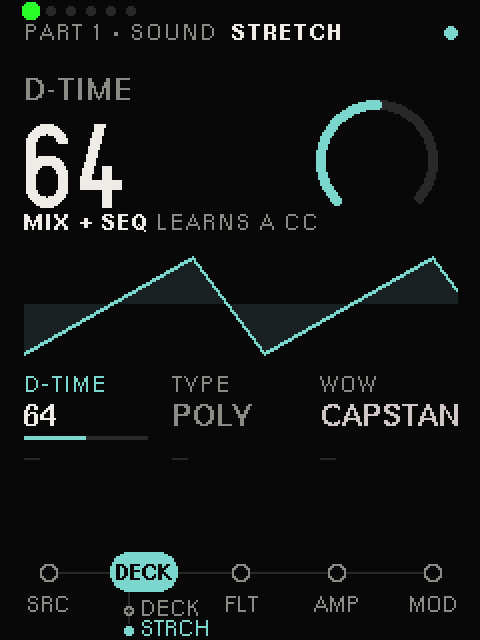 PART 1 · SOUND STRETCH
D-TIME
64
MIX + SEQ LEARNS A CC
D-TIME TYPE WOW
64 POLY CAPSTAN
— — —
DECK
SRC FLT AMP MOD
DECK
STRCH